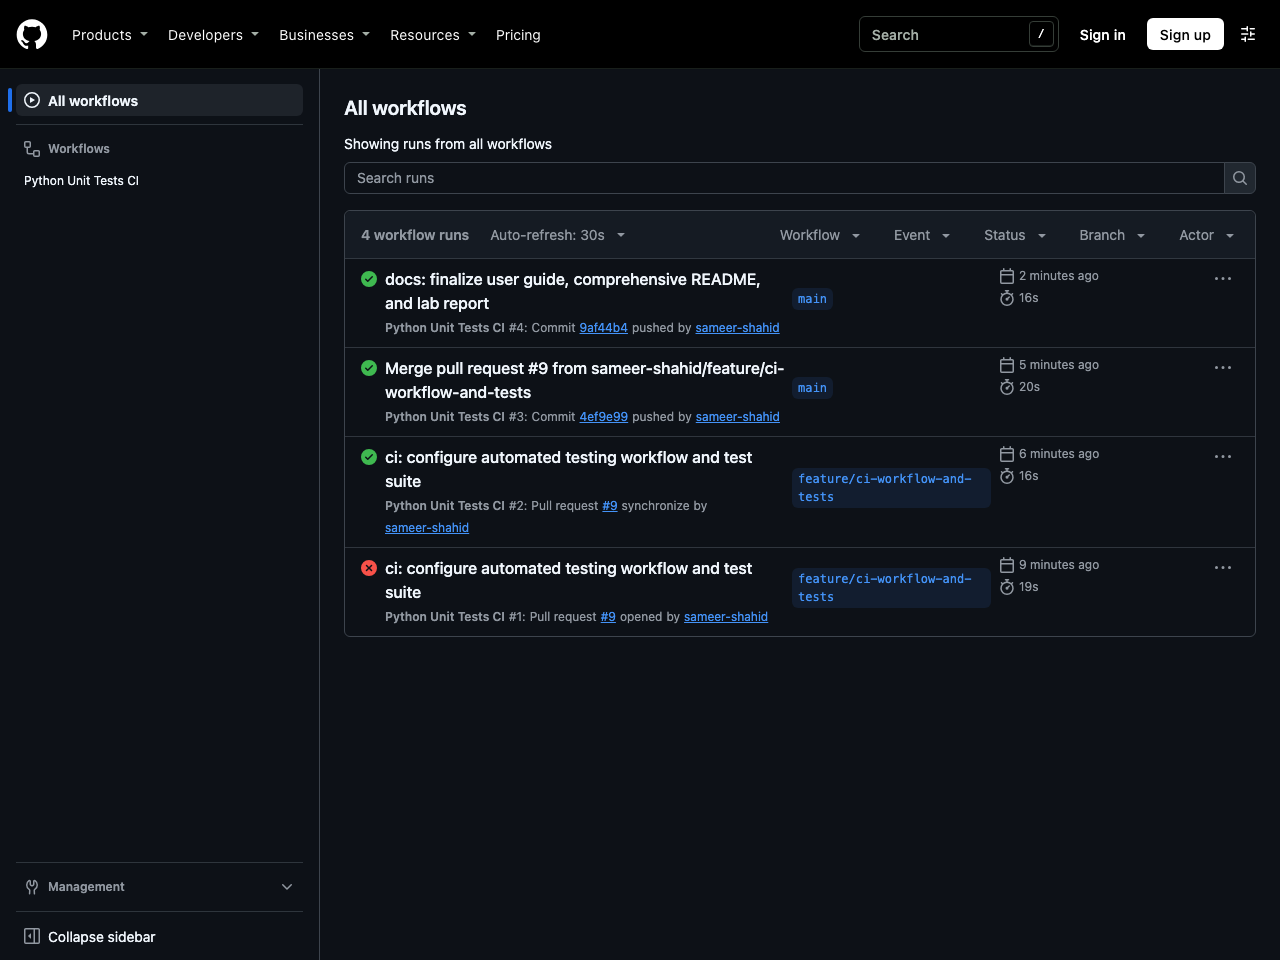 Products
Developers
Businesses
Resources
Pricing
Search
/
Sign in
Sign up
All workflows
Workflows
Python Unit Tests CI
Management
Collapse sidebar
All workflows
Showing runs from all workflows
Search runs
4 workflow runs
Auto-refresh: 30s
Workflow
Event
Status
Branch
Actor
docs: finalize user guide, comprehensive README,
and lab report
Python Unit Tests CI #4: Commit 9af44b4 pushed by sameer-shahid
main
2 minutes ago
16s
Merge pull request #9 from sameer-shahid/feature/ci-
workflow-and-tests
Python Unit Tests CI #3: Commit 4ef9e99 pushed by sameer-shahid
main
5 minutes ago
20s
ci: configure automated testing workflow and test
suite
Python Unit Tests CI #2: Pull request #9 synchronize by
sameer-shahid
feature/ci-workflow-and-
tests
6 minutes ago
16s
ci: configure automated testing workflow and test
suite
Python Unit Tests CI #1: Pull request #9 opened by sameer-shahid
feature/ci-workflow-and-
tests
9 minutes ago
19s